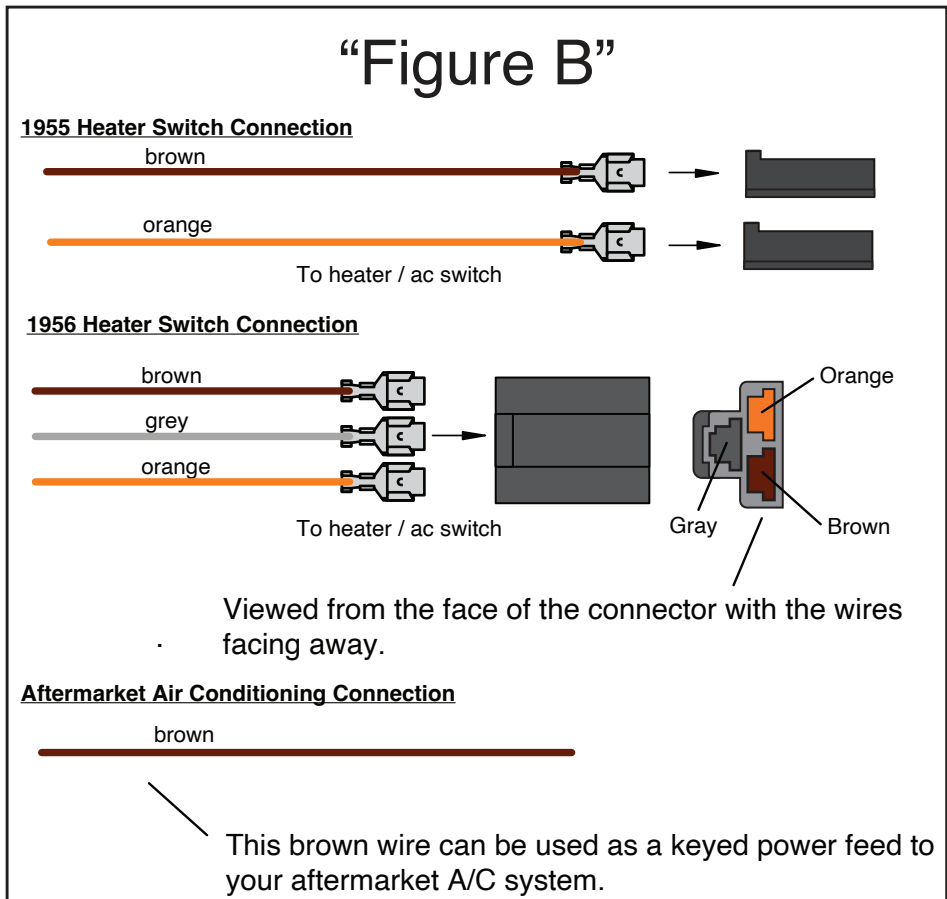 “Figure B”
1955 Heater Switch Connection
brown
c
orange
c
To heater / ac switch
1956 Heater Switch Connection
brown
c
grey
c
orange
c
To heater / ac switch
Orange
Gray
Brown
Viewed from the face of the connector with the wires
facing away.
Aftermarket Air Conditioning Connection
brown
This brown wire can be used as a keyed power feed to
your aftermarket A/C system.